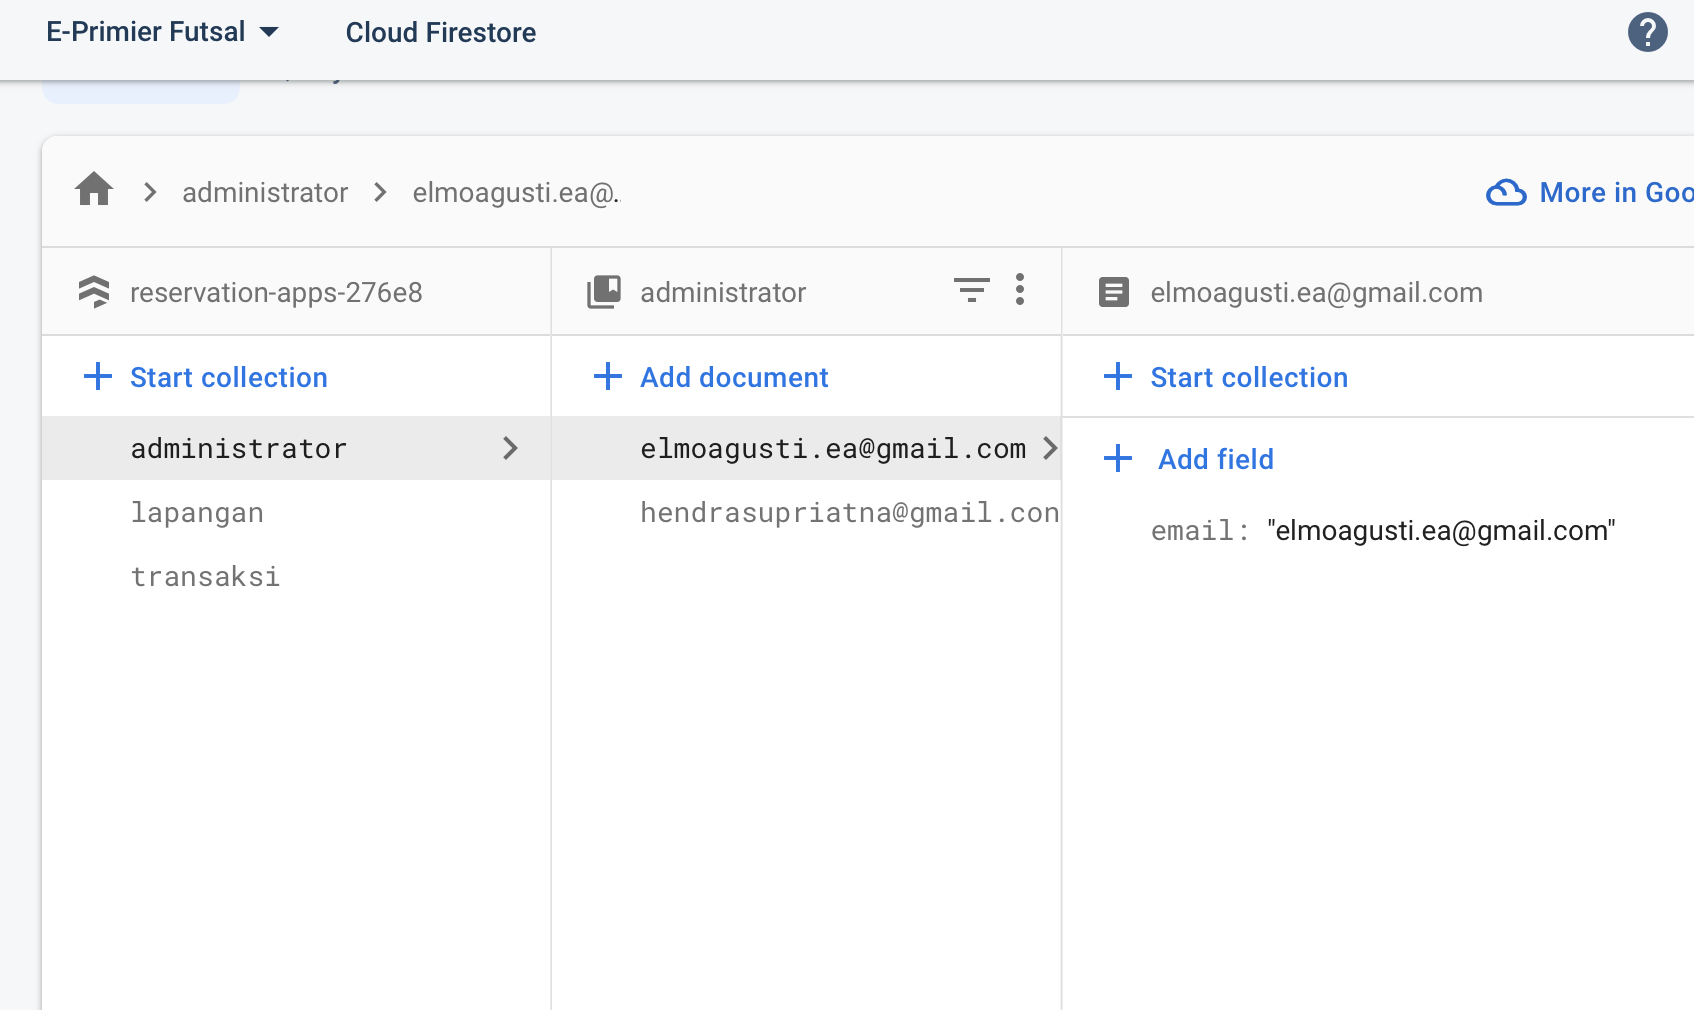 E-Primier Futsal
Cloud Firestore
?
administrator
elmoagusti.ea@..
More in Goo
reservation-apps-276e8
administrator
elmoagusti.ea@gmail.com
Start collection
Add document
Start collection
administrator
elmoagusti.ea@gmail.com
Add field
lapangan
hendrasupriatna@gmail.con
email: "elmoagusti.ea@gmail.com"
transaksi